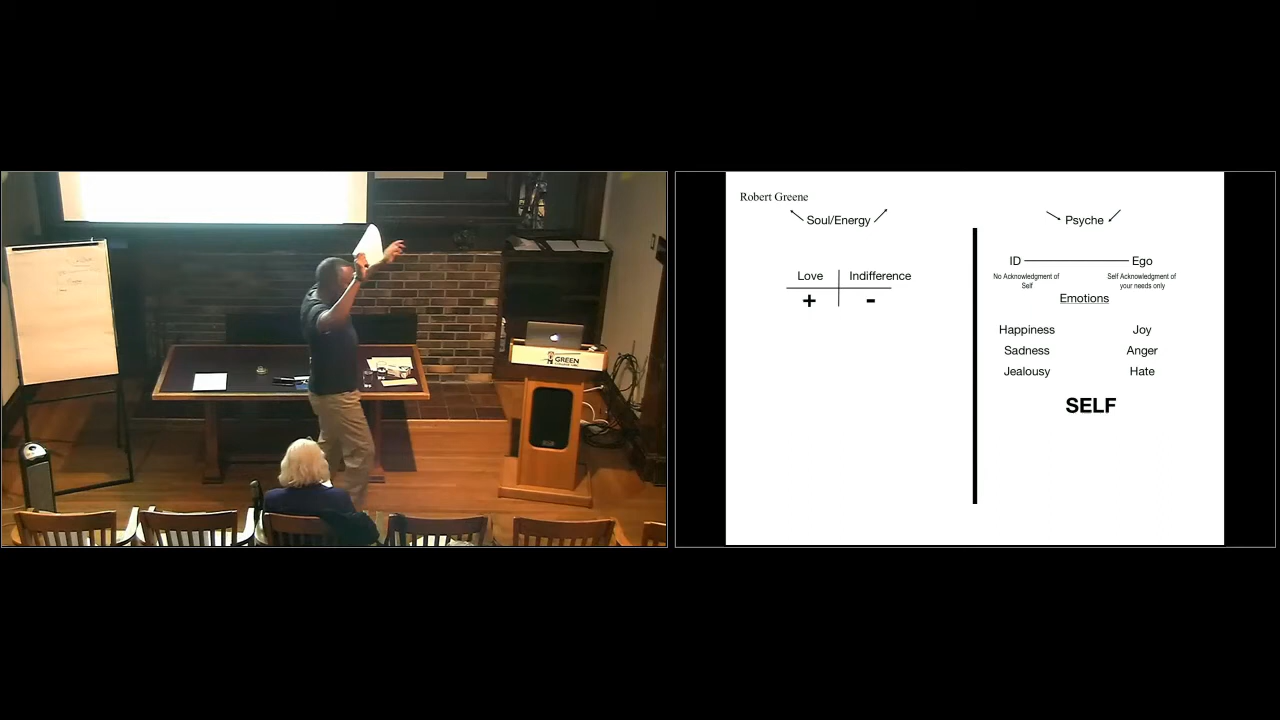 GREEN
Robert Greene
Soul/Energy
Psyche
Love Indifference
+ -
ID Ego
No Acknowledgment of
Self
Self Acknowledgment of
your needs only
Emotions
Happiness Joy
Sadness Anger
Jealousy Hate
SELF